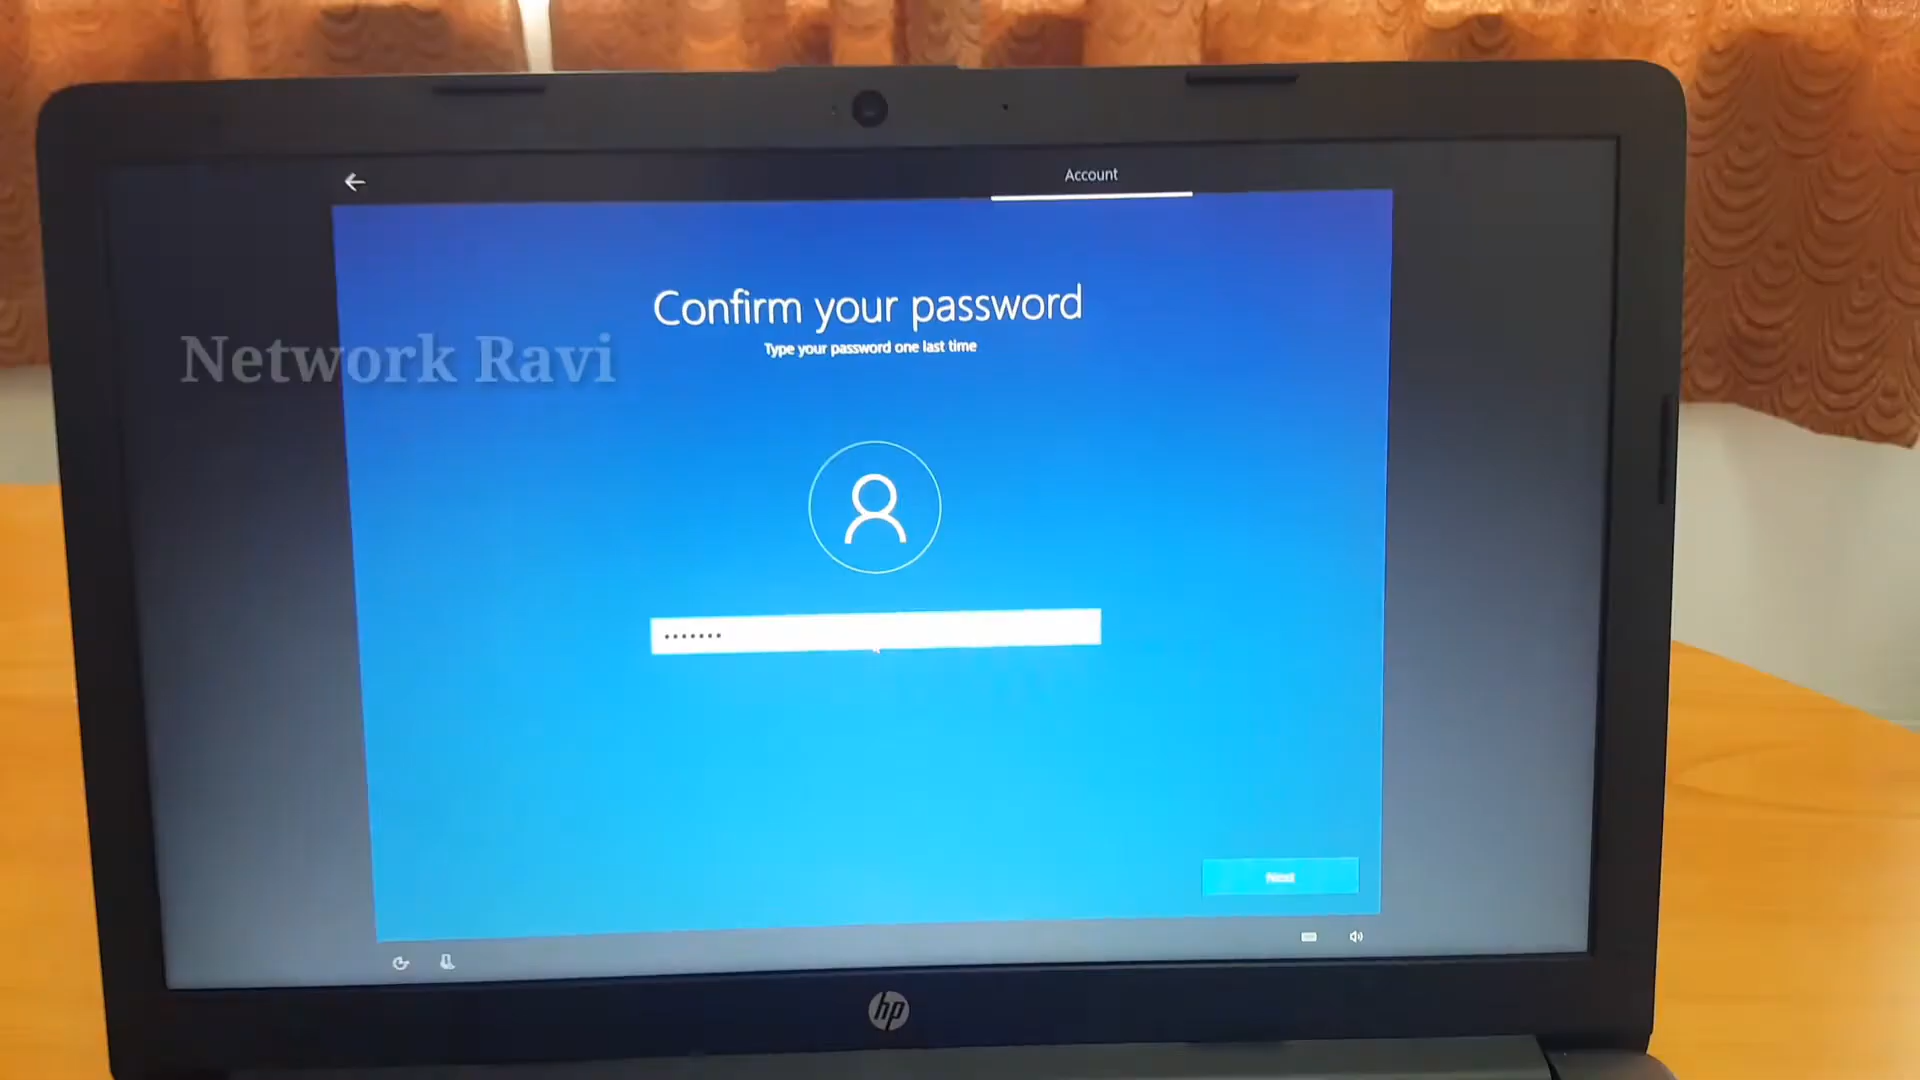 Account
Confirm your password
Type your password one last time
Network Ravi
Next
hp